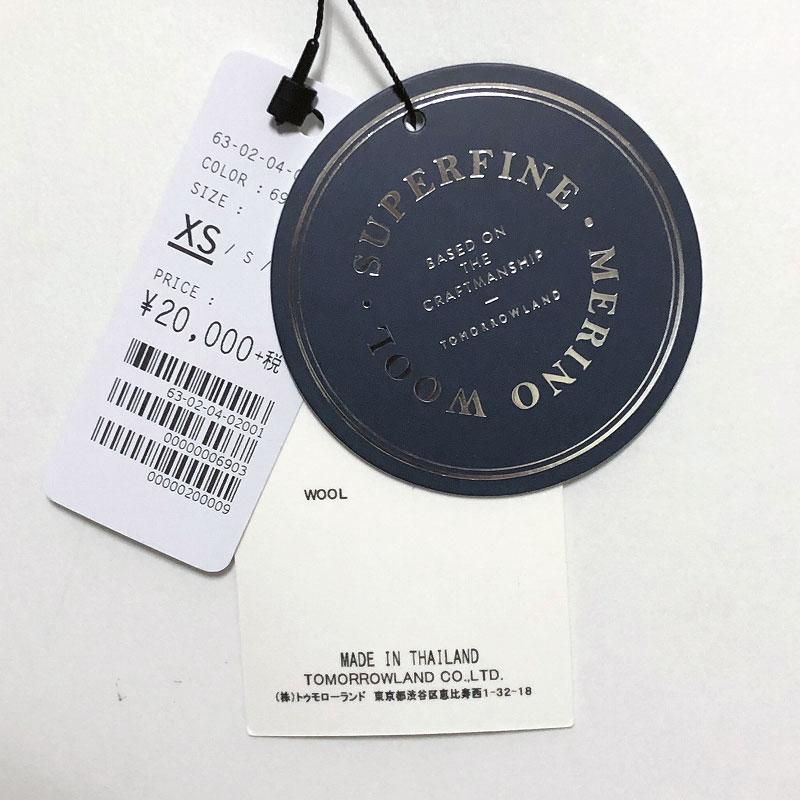 63-02-04-
COLOR : 69
SIZE :
XS / S /
PRICE :
¥20,000+税
63-02-04-02001
00000006903
00000200009
SUPERFINE · MERINO WOOL ·
BASED ON
THE
CRAFTMANSHIP
—
TOMORROWLAND
WOOL
MADE IN THAILAND
TOMORROWLAND CO.,LTD.
(株)トゥモローランド 東京都渋谷区恵比寿西1-32-18